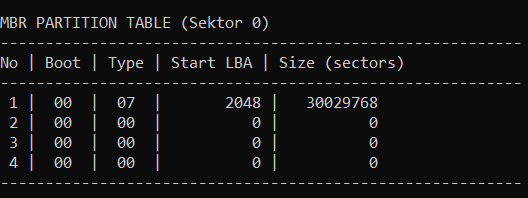 MBR PARTITION TABLE (Sektor 0)
----------------------------------------------------------
No | Boot | Type | Start LBA | Size (sectors)
----------------------------------------------------------
 1 |  00  |  07  |      2048 |   30029768
 2 |  00  |  00  |         0 |          0
 3 |  00  |  00  |         0 |          0
 4 |  00  |  00  |         0 |          0
----------------------------------------------------------